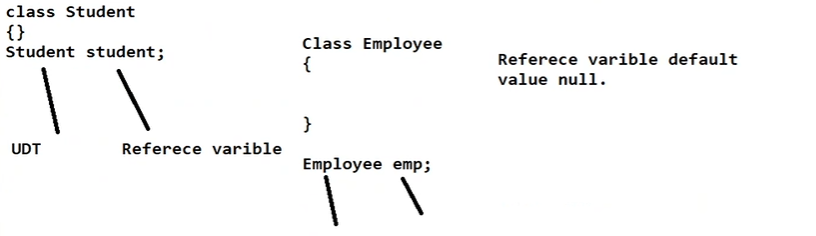 class Student
{}
Student student;
UDT
Referece varible
Class Employee
{
}
Employee emp;
Referece varible default
value null.